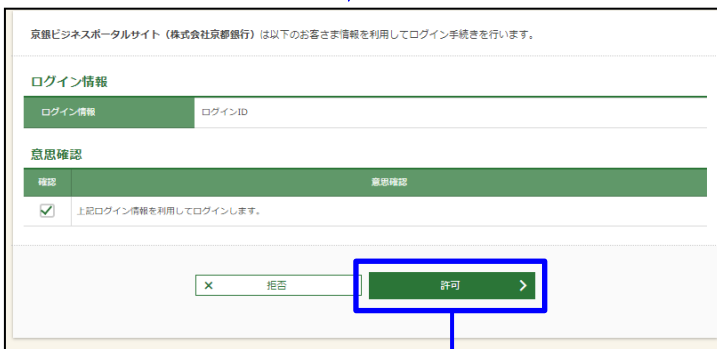 京銀ビジネスポータルサイト（株式会社京都銀行）は以下のお客さま情報を利用してログイン手続きを行います。
ログイン情報
ログイン情報 ログインID
意思確認
確認 意思確認
上記ログイン情報を利用してログインします。
× 拒否 許可 >